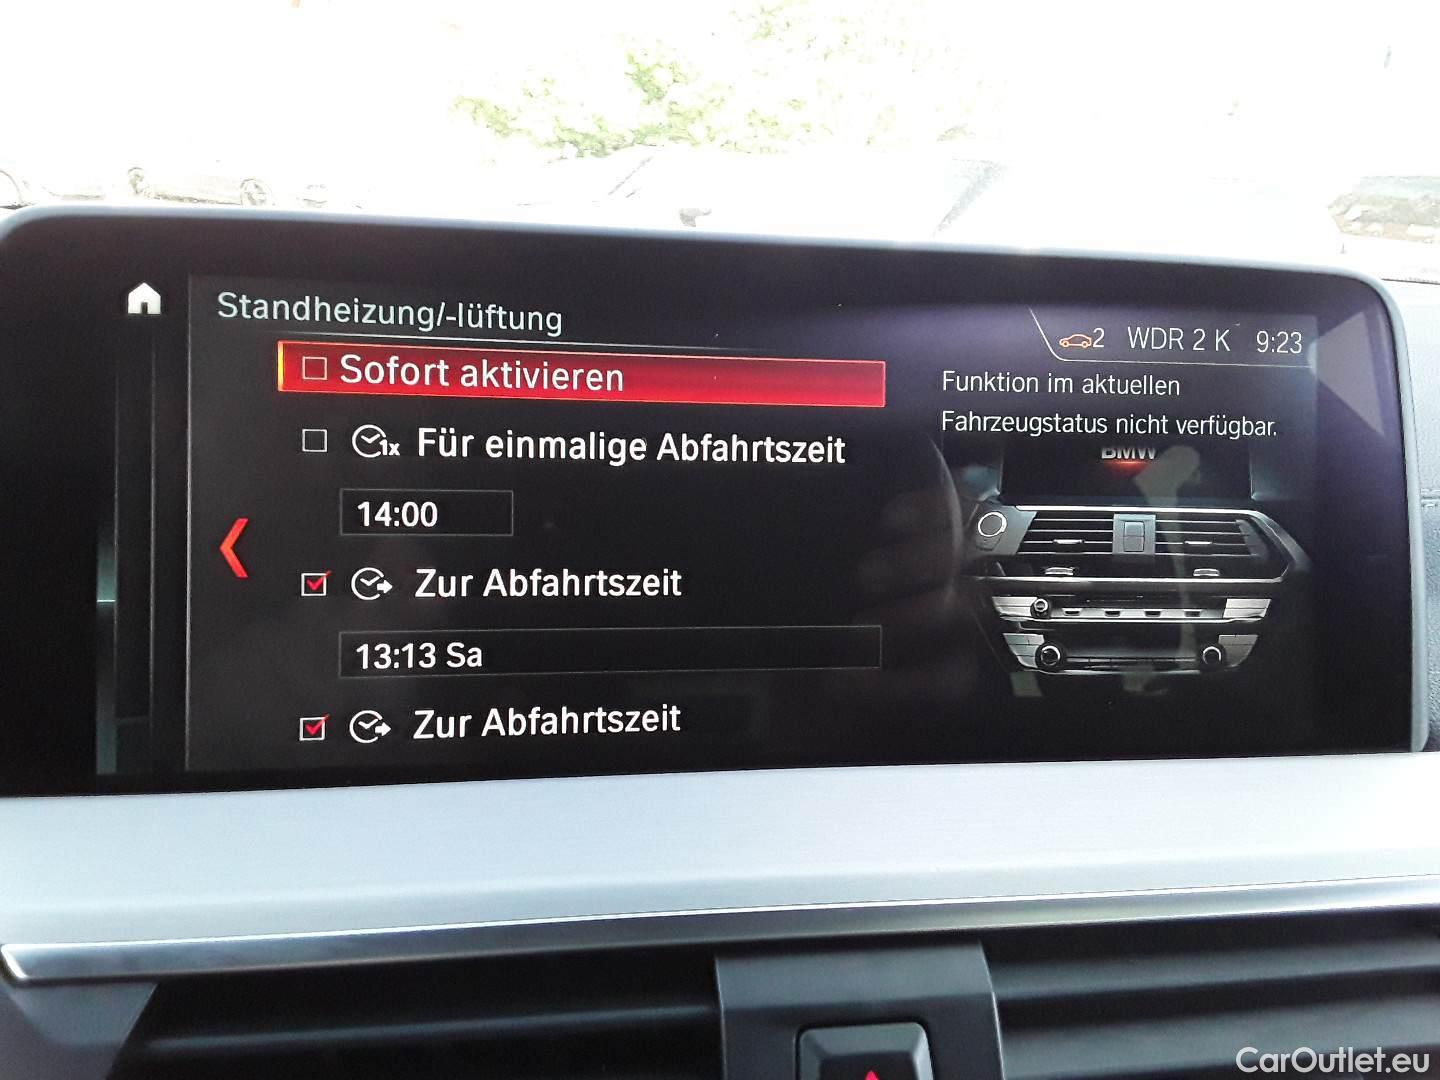 Standheizung/-lüftung
2 WDR 2 K 9:23
Sofort aktivieren
Für einmalige Abfahrtszeit
1x
14:00
Zur Abfahrtszeit
13:13 Sa
Zur Abfahrtszeit
Funktion im aktuellen
Fahrzeugstatus nicht verfügbar.
BMW
CarOutlet.eu